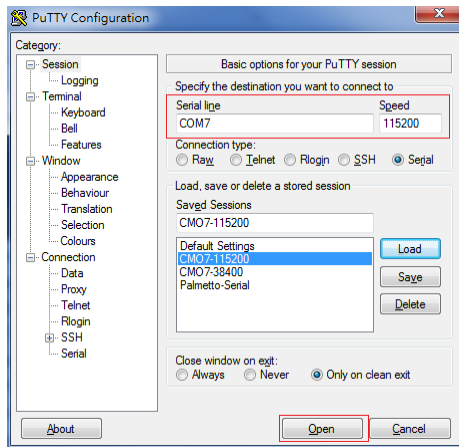 PuTTY Configuration
Category:
Session
Logging
Terminal
Keyboard
Bell
Features
Window
Appearance
Behaviour
Translation
Selection
Colours
Connection
Data
Proxy
Telnet
Rlogin
SSH
Serial
Basic options for your PuTTY session
Specify the destination you want to connect to
Serial line Speed
COM7 115200
Connection type:
Raw Telnet Rlogin SSH Serial
Load, save or delete a stored session
Saved Sessions
CMO7-115200
Default Settings
CMO7-115200
CMO7-38400
Palmetto-Serial
Load
Save
Delete
Close window on exit:
Always Never Only on clean exit
About Open Cancel